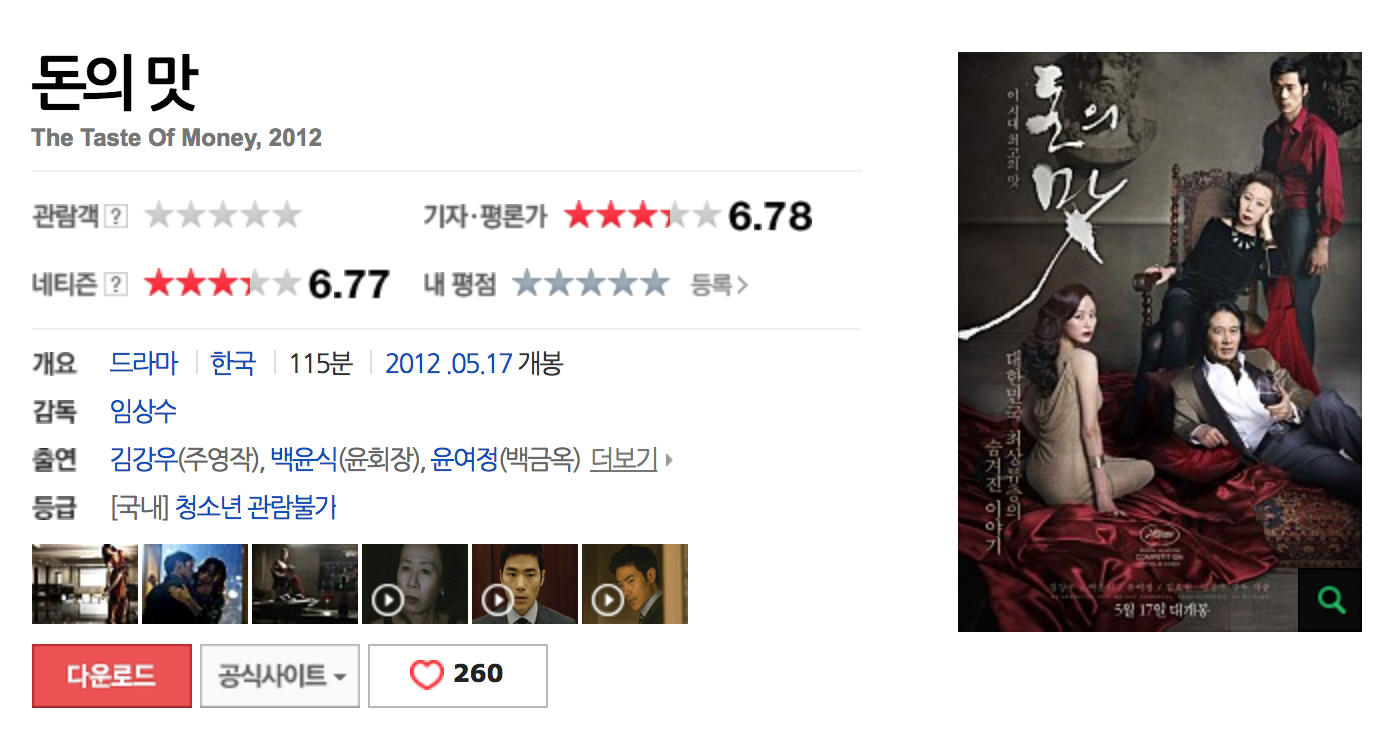 돈의 맛
The Taste Of Money, 2012
관람객 ?
기자·평론가 6.78
네티즌 ? 6.77
내 평점 등록 >
개요 드라마 한국 115분 2012 .05.17 개봉
감독 임상수
출연 김강우(주영작), 백윤식(윤회장), 윤여정(백금옥) 더보기
등급 [국내] 청소년 관람불가
다운로드
공식사이트
260
이 시대 최고의 맛
돈의
맛
대한민국 최상류층의
숨겨진 이야기
COMPETITION
5월 17일 대개봉